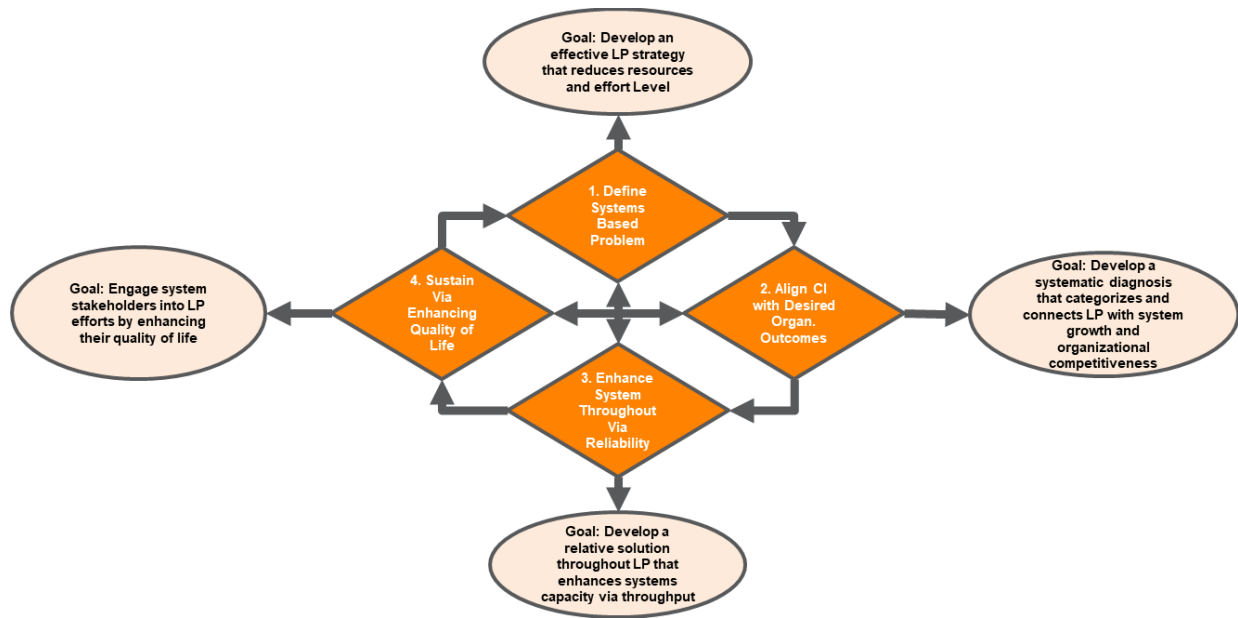 Goal: Develop an
effective LP strategy
that reduces resources
and effort Level
1. Define
Systems
Based
Problem
Goal: Engage system
stakeholders into LP
efforts by enhancing
their quality of life
4. Sustain
Via
Enhancing
Quality of
Life
2. Align CI
with Desired
Organ.
Outcomes
Goal: Develop a
systematic diagnosis
that categorizes and
connects LP with system
growth and
organizational
competitiveness
3. Enhance
System
Throughout
Via
Reliability
Goal: Develop a
relative solution
throughout LP that
enhances systems
capacity via throughput